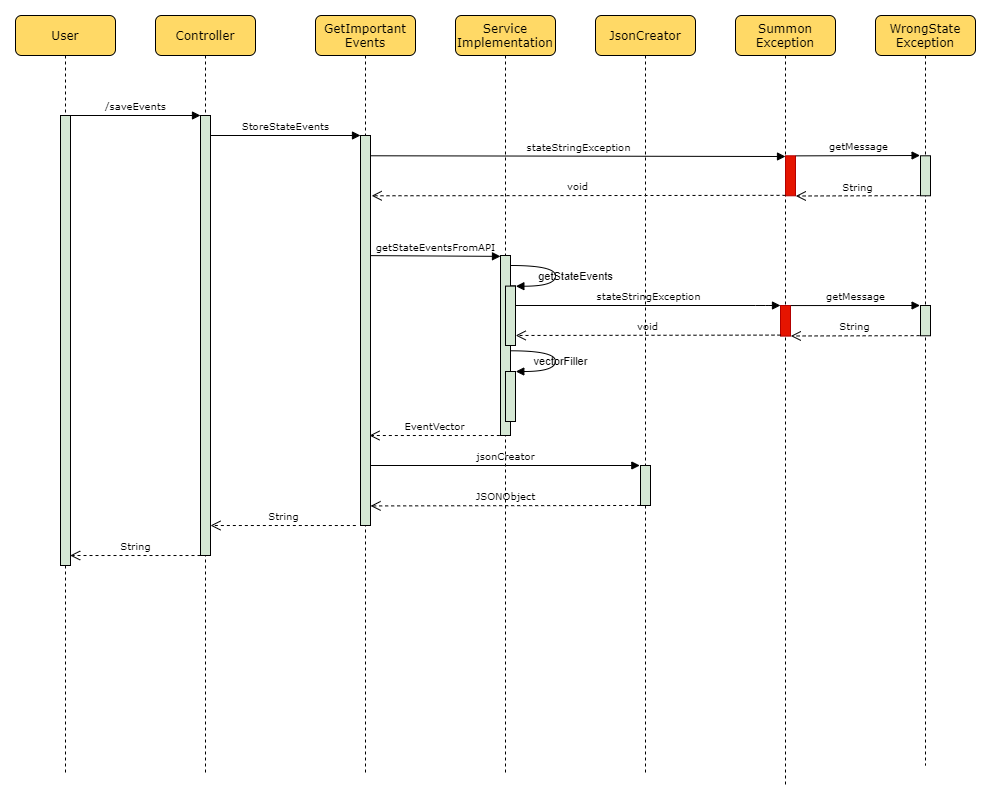 User
Controller
GetImportant
Events
Service
Implementation
JsonCreator
Summon
Exception
WrongState
Exception
/saveEvents
StoreStateEvents
stateStringException
getMessage
void
String
getStateEventsFromAPI
getStateEvents
stateStringException
getMessage
void
String
vectorFiller
EventVector
jsonCreator
JSONObject
String
String